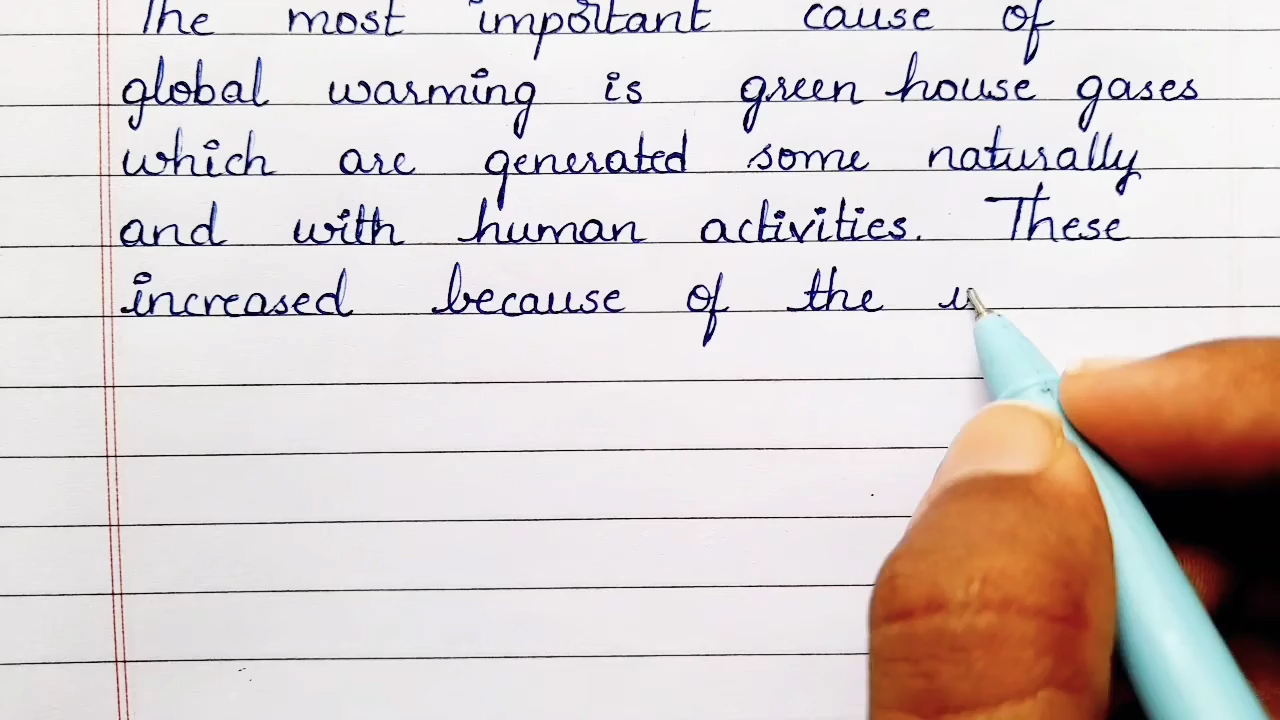 The most important cause of
global warming is green house gases
which are generated some naturally
and with human activities. These
increased because of the